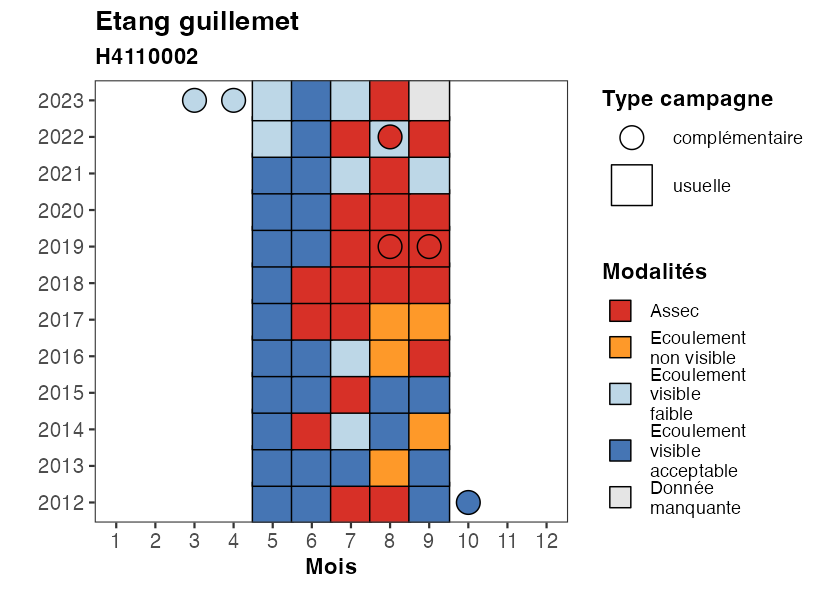 Etang guillemet
H4110002
2023
2022
2021
2020
2019
2018
2017
2016
2015
2014
2013
2012
1 2 3 4 5 6 7 8 9 10 11 12
Mois
Type campagne
complémentaire
usuelle
Modalités
Assec
Ecoulement
non visible
Ecoulement
visible
faible
Ecoulement
visible
acceptable
Donnée
manquante